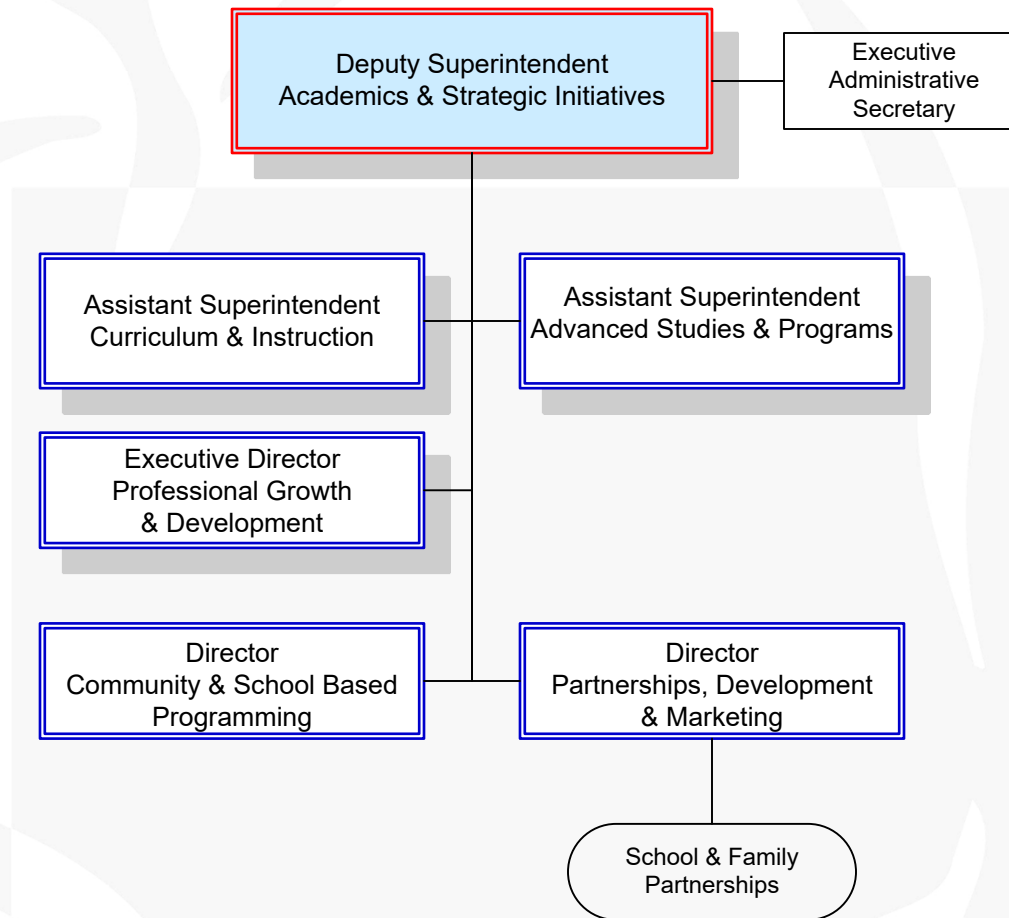 Deputy Superintendent
Academics & Strategic Initiatives
Executive
Administrative
Secretary
Assistant Superintendent
Curriculum & Instruction
Assistant Superintendent
Advanced Studies & Programs
Executive Director
Professional Growth
& Development
Director
Community & School Based
Programming
Director
Partnerships, Development
& Marketing
School & Family
Partnerships